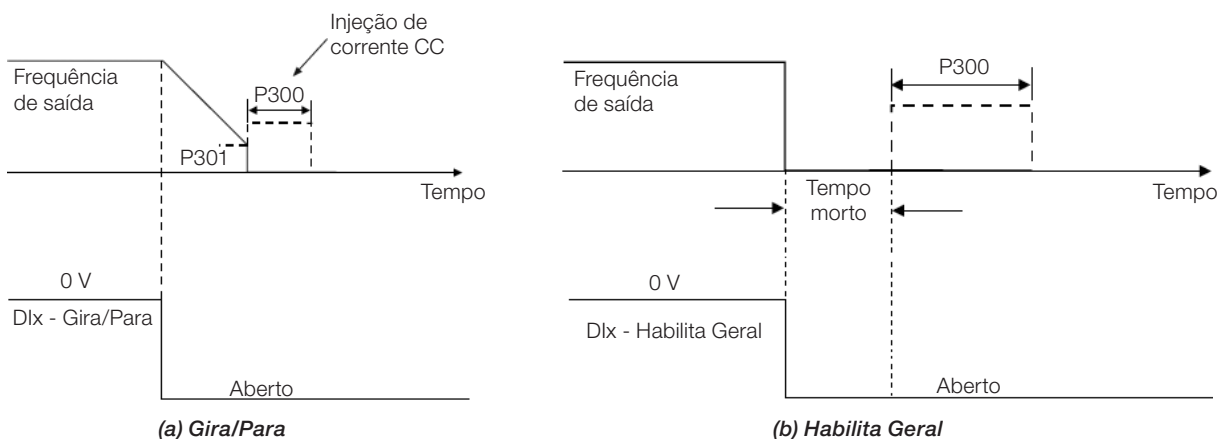 Injeção de
corrente CC
Frequência
de saída
P300
P301
Tempo
0 V
DIx - Gira/Para
Aberto
(a) Gira/Para
Frequência
de saída
P300
Tempo
morto
Tempo
0 V
DIx - Habilita Geral
Aberto
(b) Habilita Geral